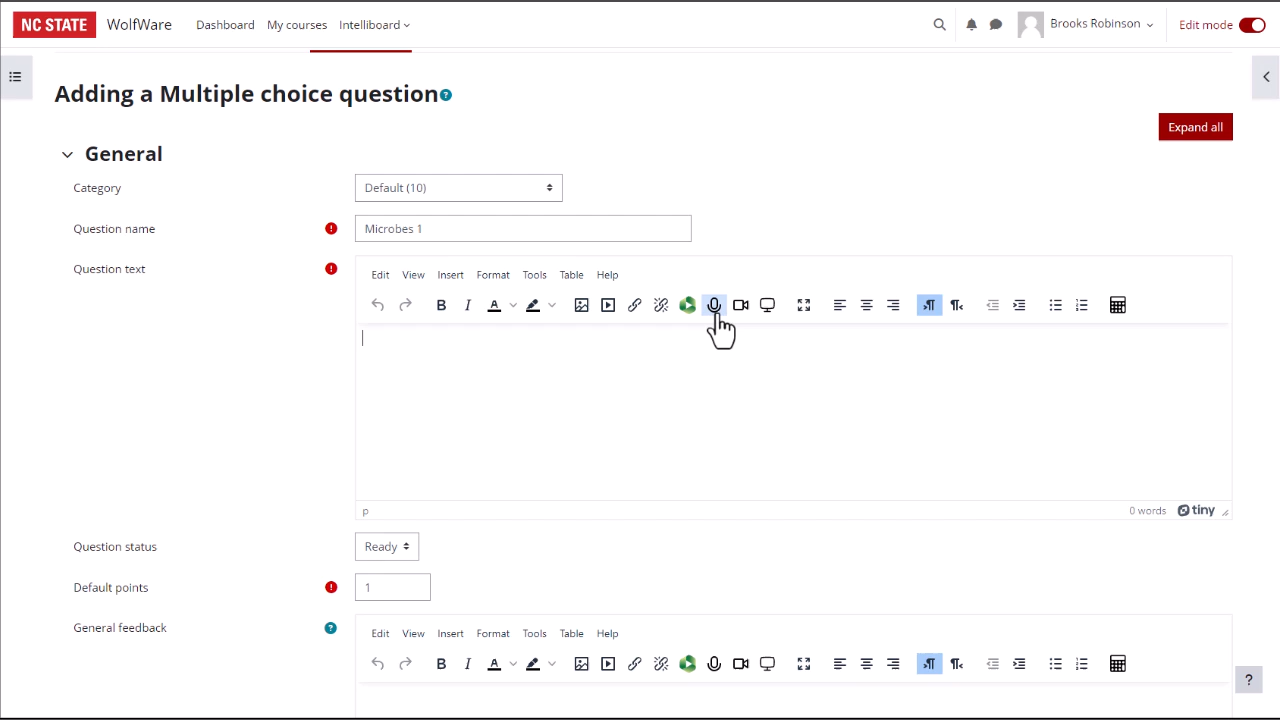 NC STATE WolfWare Dashboard My courses Intelliboard Brooks Robinson Edit mode
Adding a Multiple choice question ?
Expand all
General
Category Default (10)
Question name ! Microbes 1
Question text !
Edit View Insert Format Tools Table Help
B I A
p 0 words tiny
Question status Ready
Default points ! 1
General feedback ?
Edit View Insert Format Tools Table Help
B I A
?